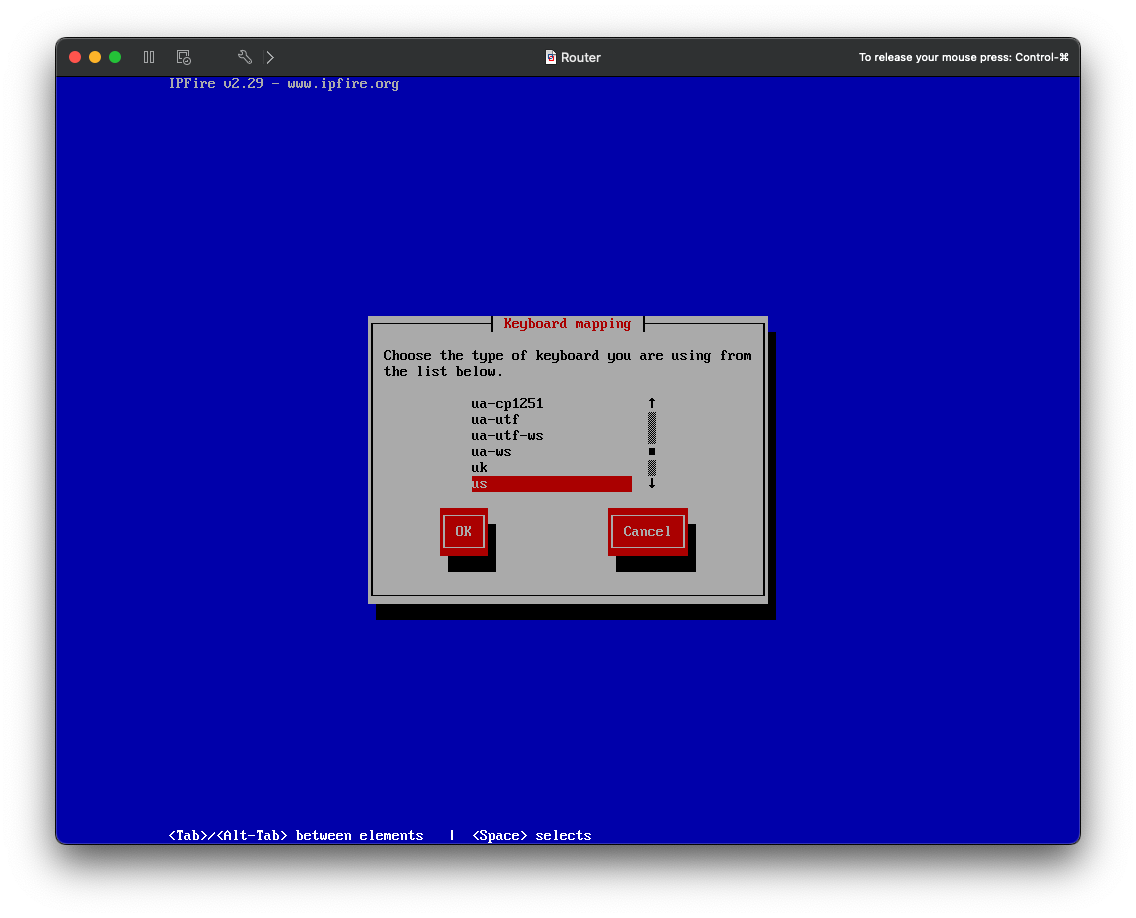 Router
To release your mouse press: Control-⌘
IPFire v2.29 - www.ipfire.org
Keyboard mapping
Choose the type of keyboard you are using from
the list below.
ua-cp1251
ua-utf
ua-utf-ws
ua-ws
uk
us
OK Cancel
<Tab>/<Alt-Tab> between elements | <Space> selects